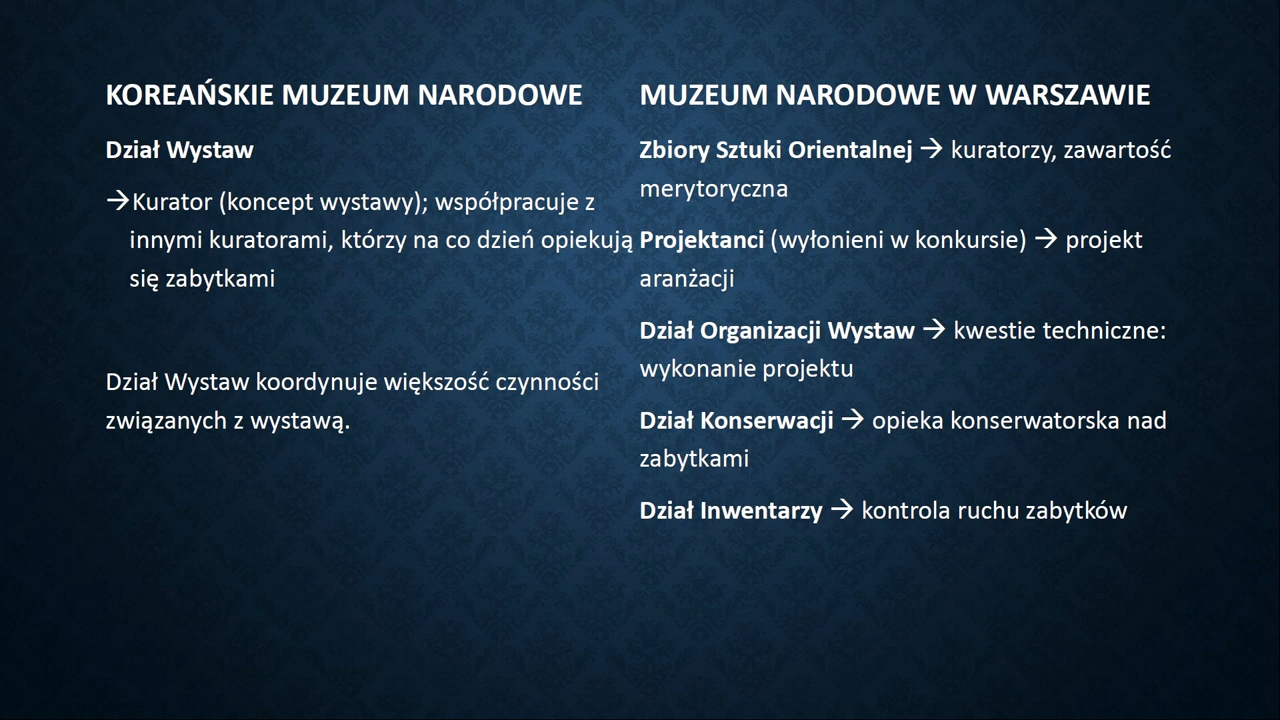 KOREAŃSKIE MUZEUM NARODOWE
Dział Wystaw
→Kurator (koncept wystawy); współpracuje z
innymi kuratorami, którzy na co dzień opiekują
się zabytkami
Dział Wystaw koordynuje większość czynności
związanych z wystawą.
MUZEUM NARODOWE W WARSZAWIE
Zbiory Sztuki Orientalnej → kuratorzy, zawartość
merytoryczna
Projektanci (wyłonieni w konkursie) → projekt
aranżacji
Dział Organizacji Wystaw → kwestie techniczne:
wykonanie projektu
Dział Konserwacji → opieka konserwatorska nad
zabytkami
Dział Inwentarzy → kontrola ruchu zabytków